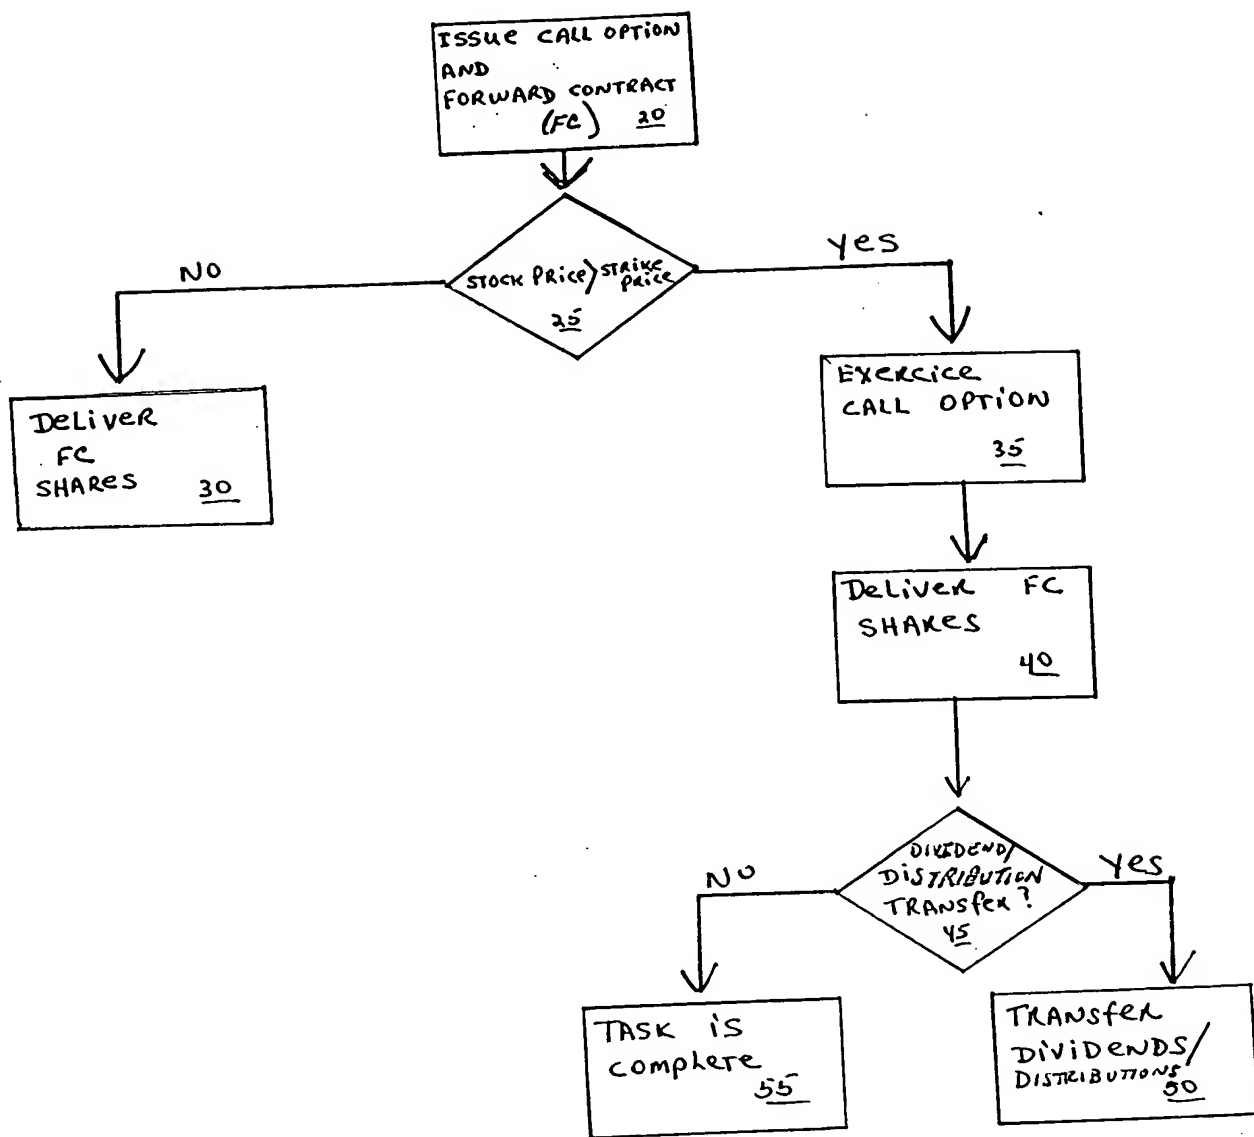 ISSUE CALL OPTION
AND
FORWARD CONTRACT
(FC) 20
NO
YES
STOCK PRICE > STRIKE
PRICE
25
DELIVER
FC
SHARES 30
EXERCICE
CALL OPTION
35
DELIVER FC
SHARES
40
NO
YES
DIVIDEND/
DISTRIBUTION
TRANSFER?
45
TASK IS
COMPLETE
55
TRANSFER
DIVIDENDS/
DISTRIBUTIONS
50